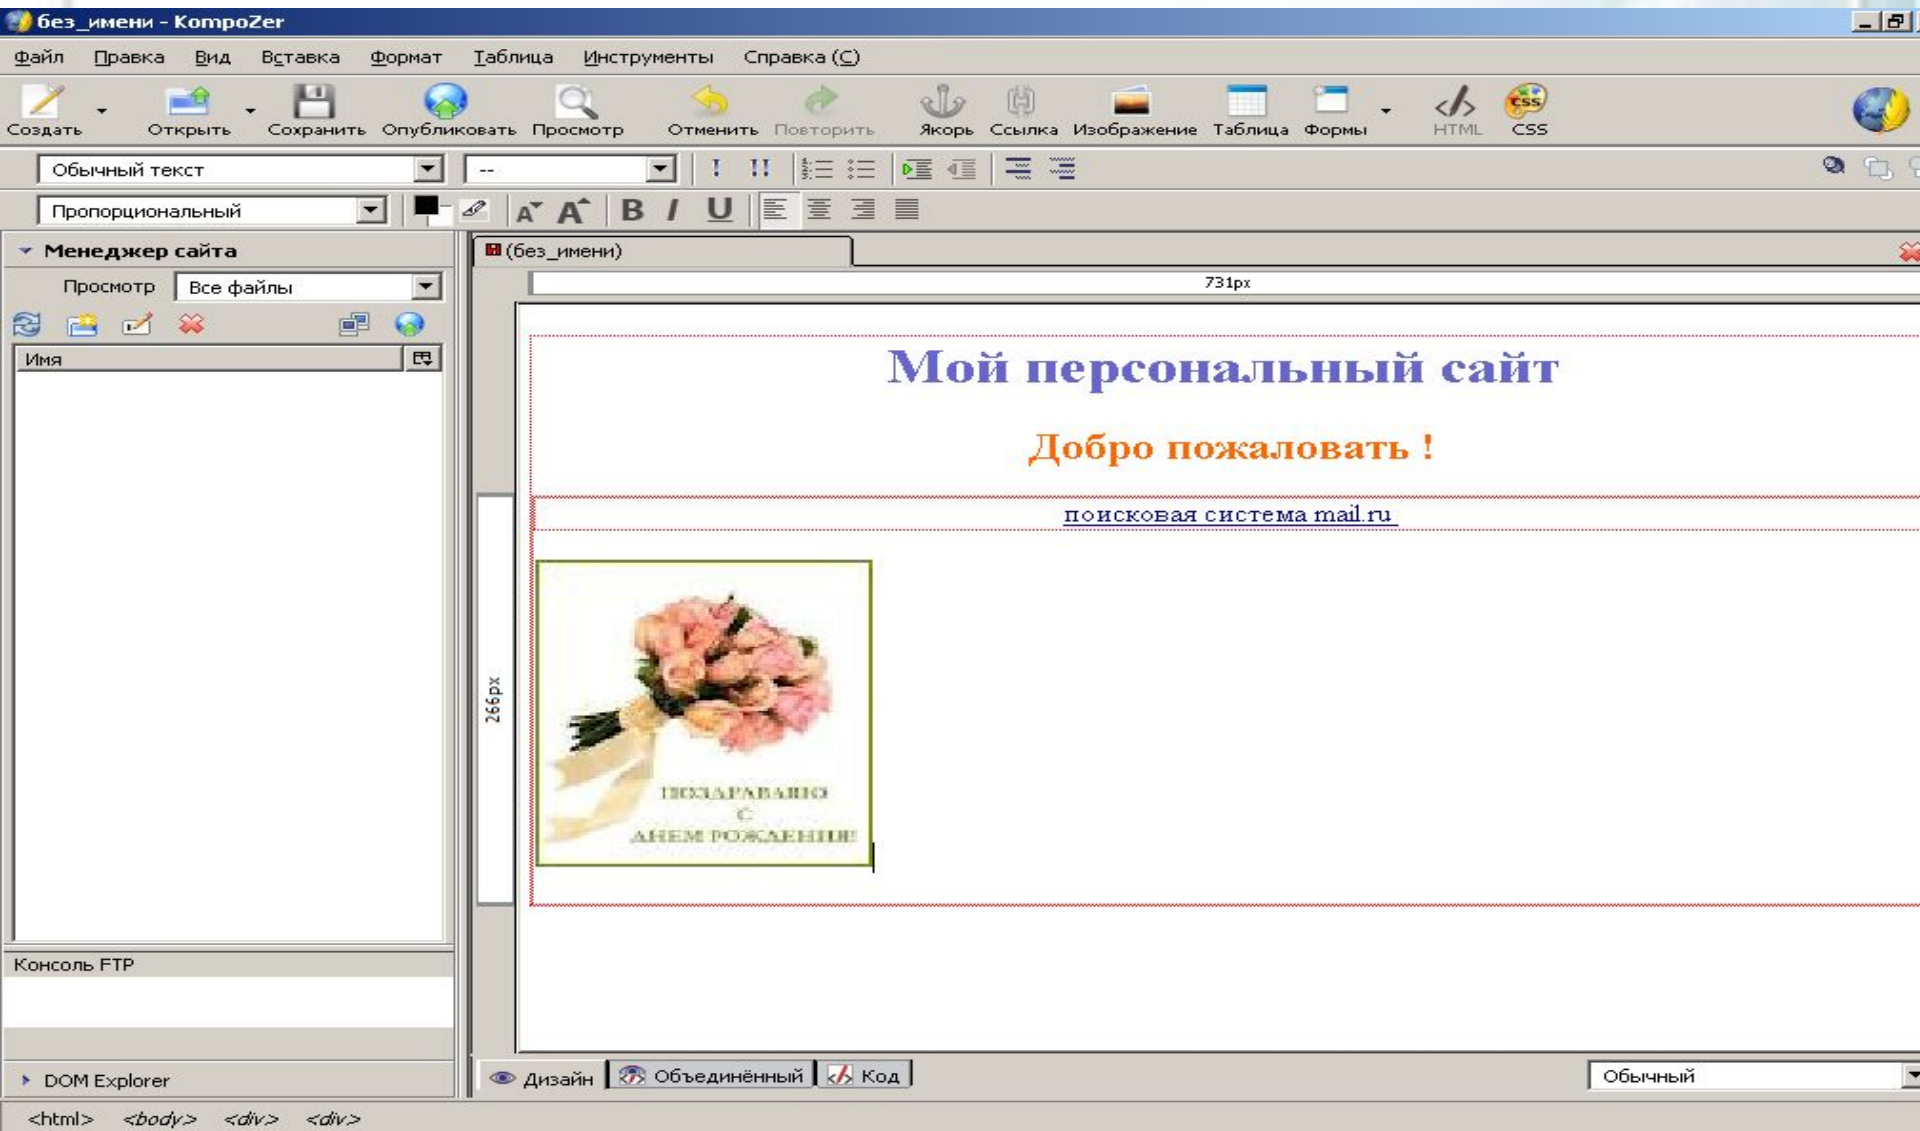 без_имени - KompoZer
Файл Правка Вид Вставка Формат Таблица Инструменты Справка (С)
Создать Открыть Сохранить Опубликовать Просмотр Отменить Повторить Якорь Ссылка Изображение Таблица Формы HTML CSS
Обычный текст --
Пропорциональный
Менеджер сайта
Просмотр Все файлы
Имя
Консоль FTP
DOM Explorer
(без_имени)
731px
266px
Мой персональный сайт
Добро пожаловать !
поисковая система mail.ru
ПОЗДАРАВАЯЮ
С
ДНЕМ РОЖДЕНИЯ!
Дизайн Объединённый Код Обычный
<html> <body> <div> <div>